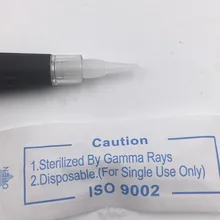 Caution
1.Sterilized By Gamma Rays
2.Disposable.(For Single Use Only)
ISO 9002